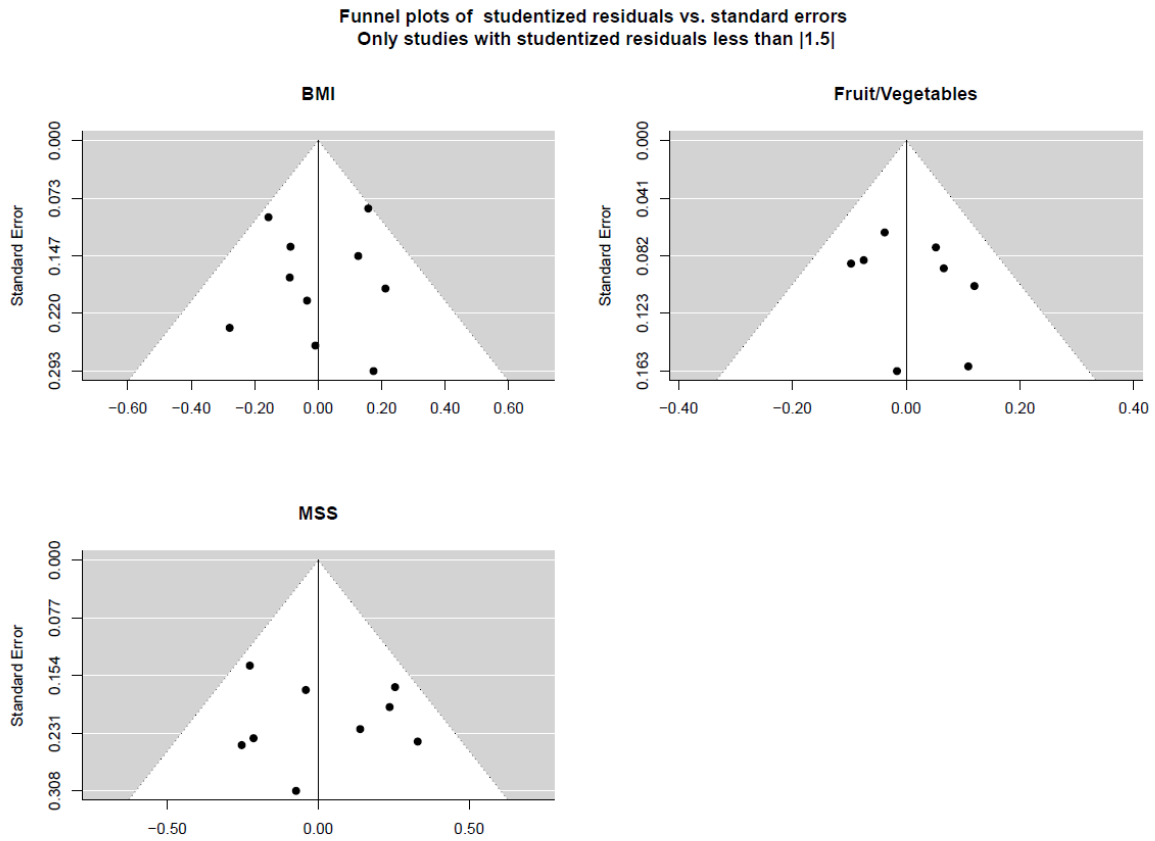 Funnel plots of studentized residuals vs. standard errors
Only studies with studentized residuals less than |1.5|
BMI
Standard Error
0.000
0.073
0.147
0.220
0.293
−0.60 −0.40 −0.20 0.00 0.20 0.40 0.60
Fruit/Vegetables
Standard Error
0.000
0.041
0.082
0.123
0.163
−0.40 −0.20 0.00 0.20 0.40
MSS
Standard Error
0.000
0.077
0.154
0.231
0.308
−0.50 0.00 0.50